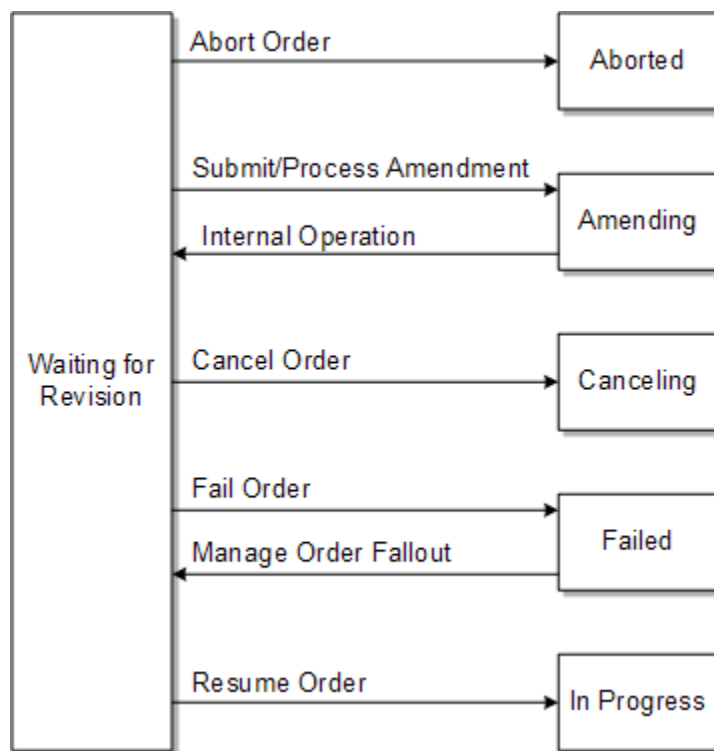 Abort Order
Aborted
Submit/Process Amendment
Amending
Internal Operation
Waiting for
Revision
Cancel Order
Canceling
Fail Order
Failed
Manage Order Fallout
Resume Order
In Progress